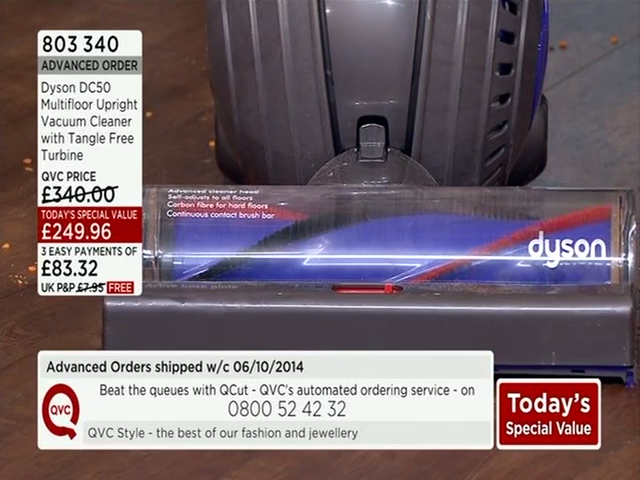 803 340
ADVANCED ORDER
Dyson DC50
Multifloor Upright
Vacuum Cleaner
with Tangle Free
Turbine
QVC PRICE
£340.00
TODAY'S SPECIAL VALUE
£249.96
3 EASY PAYMENTS OF
£83.32
UK P&P £7.95 FREE
Advanced cleaner head
Self-adjusts to all floors
Carbon fibre for hard floors
Continuous contact brush bar
dyson
Advanced Orders shipped w/c 06/10/2014
QVC
Beat the queues with QCut - QVC's automated ordering service - on
0800 52 42 32
QVC Style - the best of our fashion and jewellery
Today's
Special Value